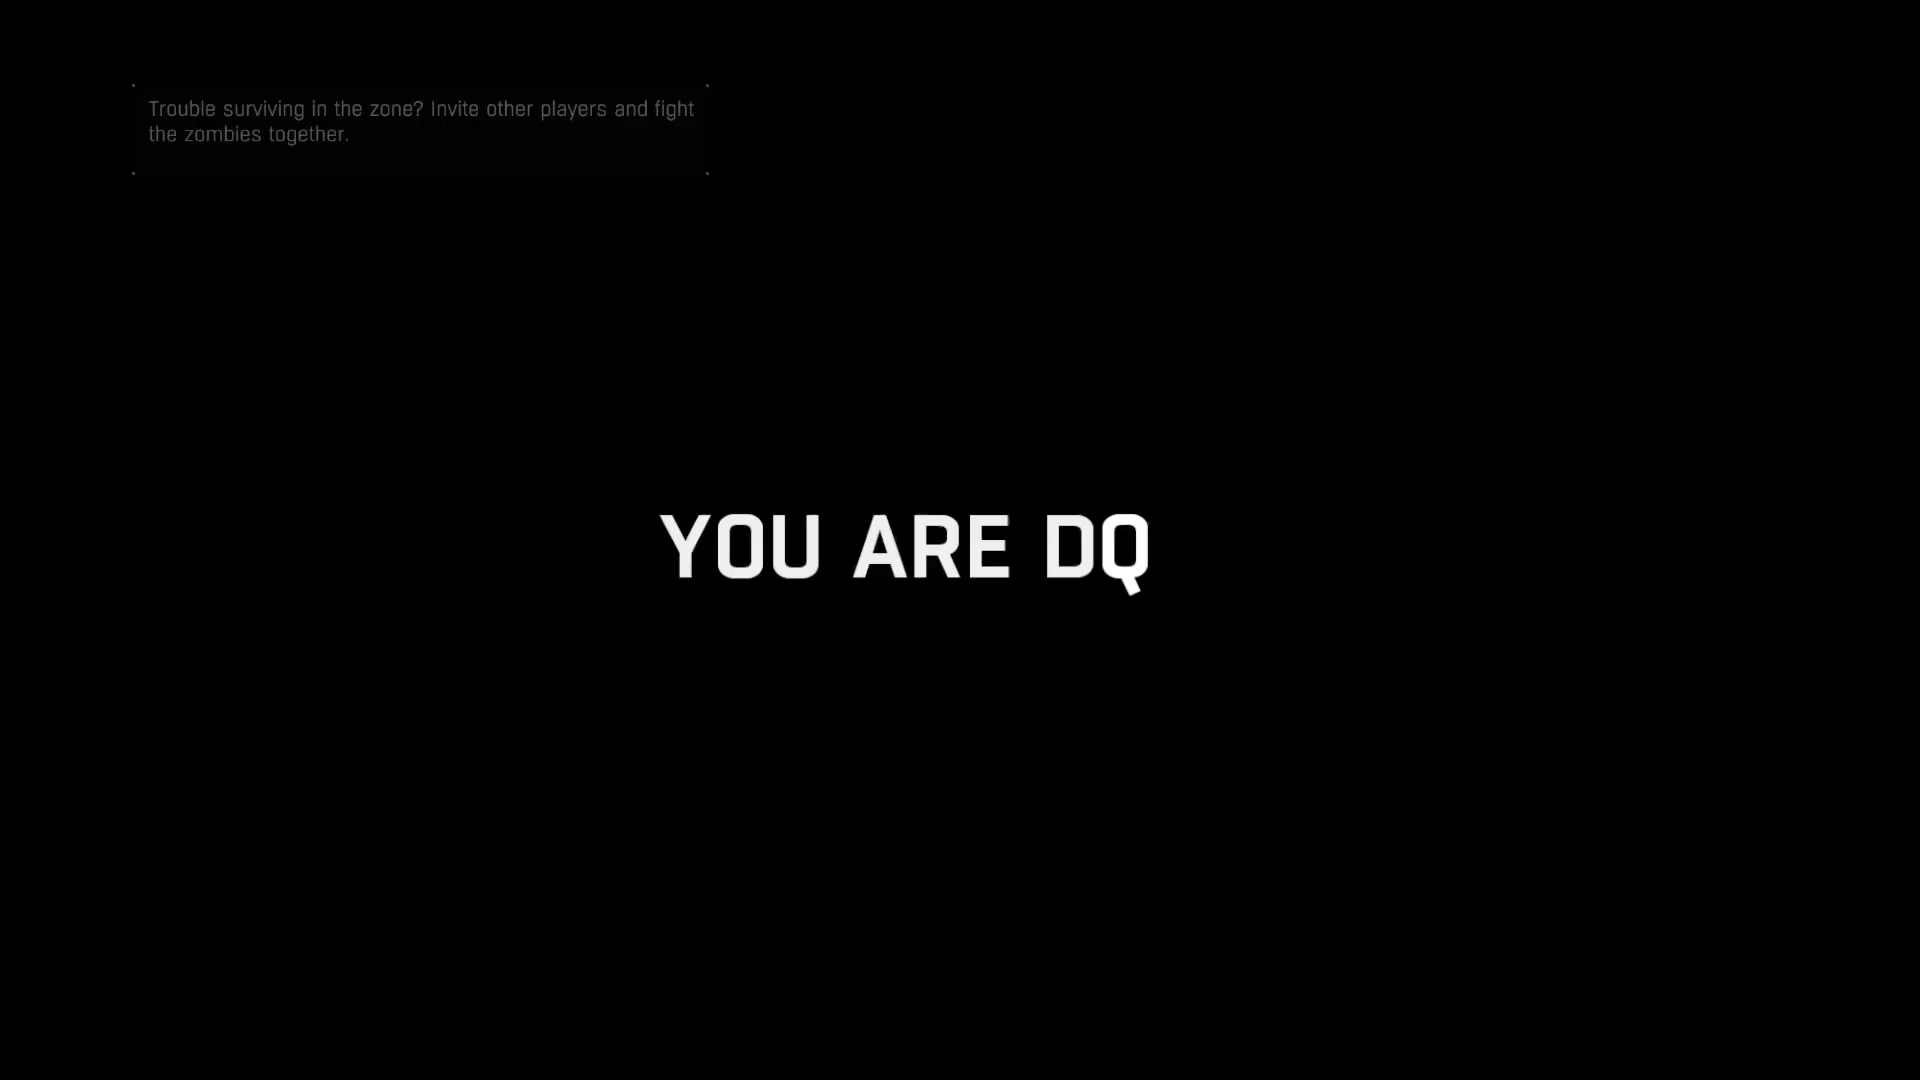 Trouble surviving in the zone? Invite other players and fight
the zombies together.
YOU ARE DQ